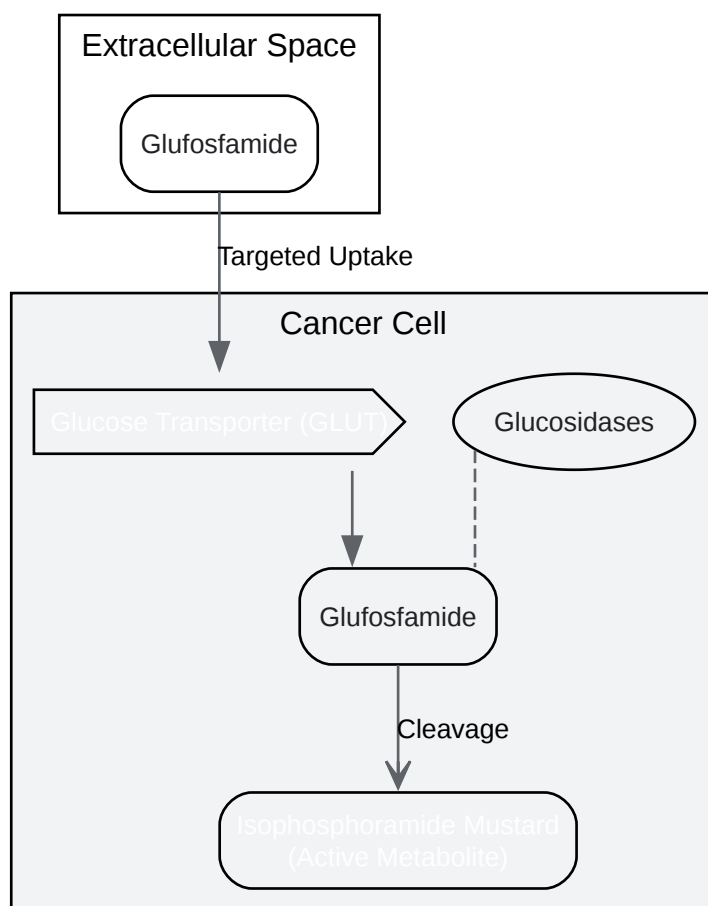 Extracellular Space
Glufosfamide
Targeted Uptake
Cancer Cell
Glucose Transporter (GLUT)
Glucosidases
Glufosfamide
Cleavage
Isophosphoramide Mustard
(Active Metabolite)